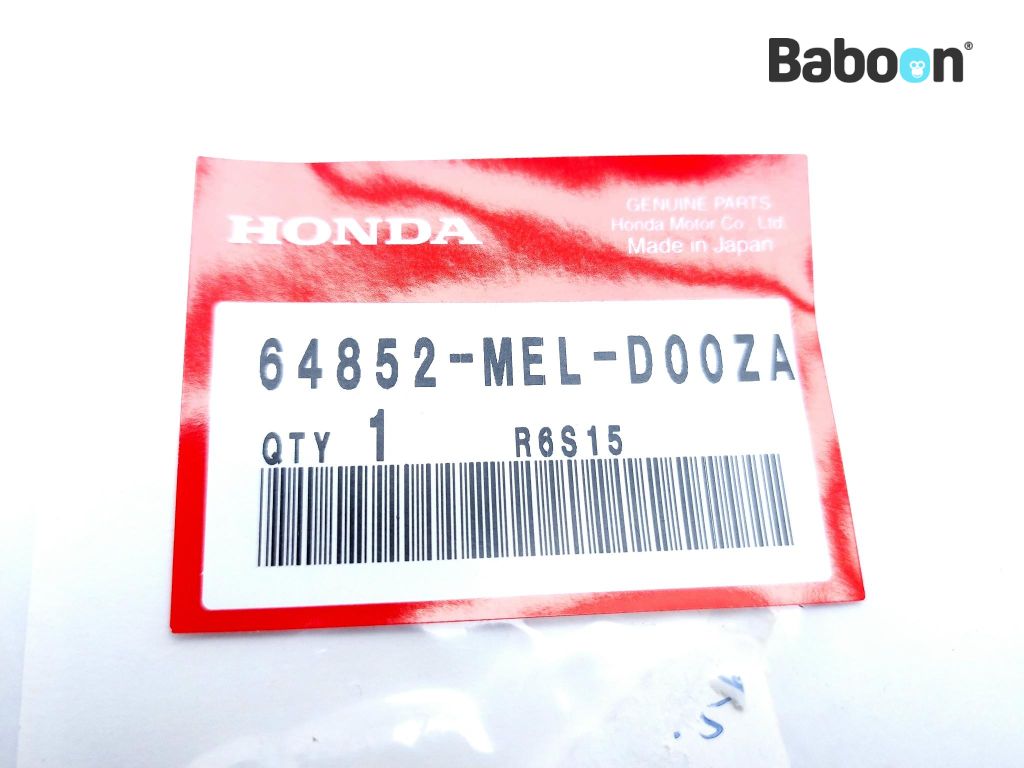 Baboon®
HONDA
GENUINE PARTS
Honda Motor Co., Ltd.
Made in Japan
64852-MEL-D00ZA
QTY 1 R6S15